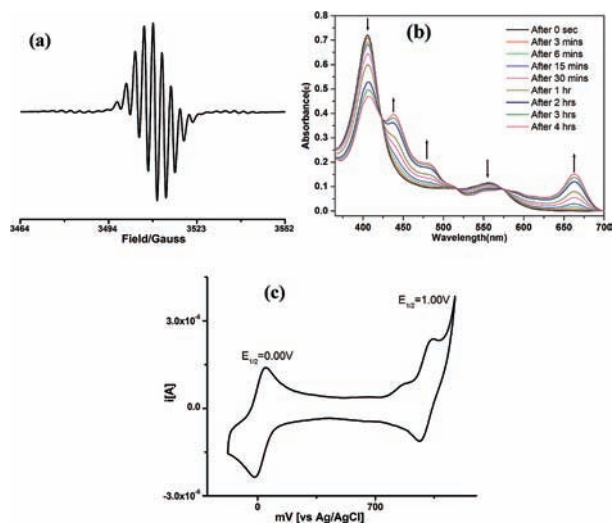 (a)
3464
3494
3523
3552
Field/Gauss
(b)
0.8
0.7
0.6
0.5
0.4
0.3
0.2
0.1
0.0
Absorbance(ε)
After 0 sec
After 3 mins
After 6 mins
After 15 mins
After 30 mins
After 1 hr
After 2 hrs
After 3 hrs
After 4 hrs
400 450 500 550 600 650 700
Wavelength(nm)
(c)
E1/2=1.00V
E1/2=0.00V
3.0x10-6
0.0
-3.0x10-6
i[A]
0
700
mV [vs Ag/AgCl]